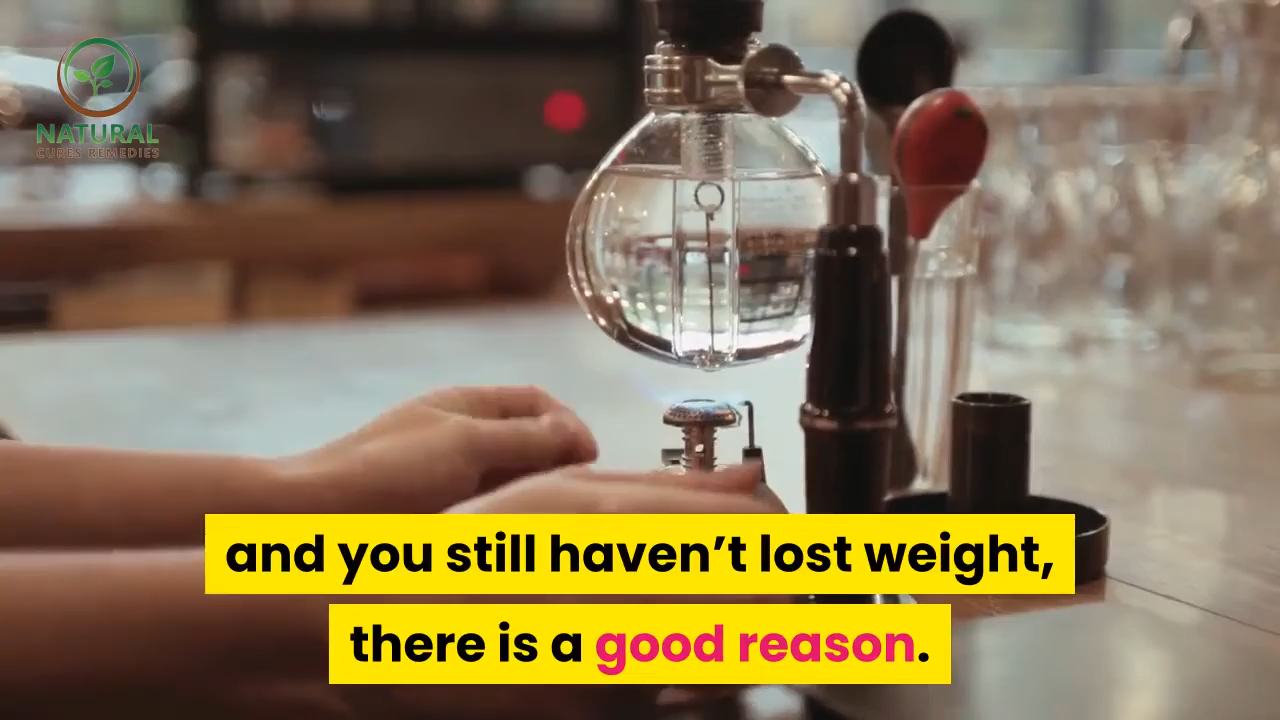 NATURAL
CURES REMEDIES
and you still haven’t lost weight,
there is a good reason.